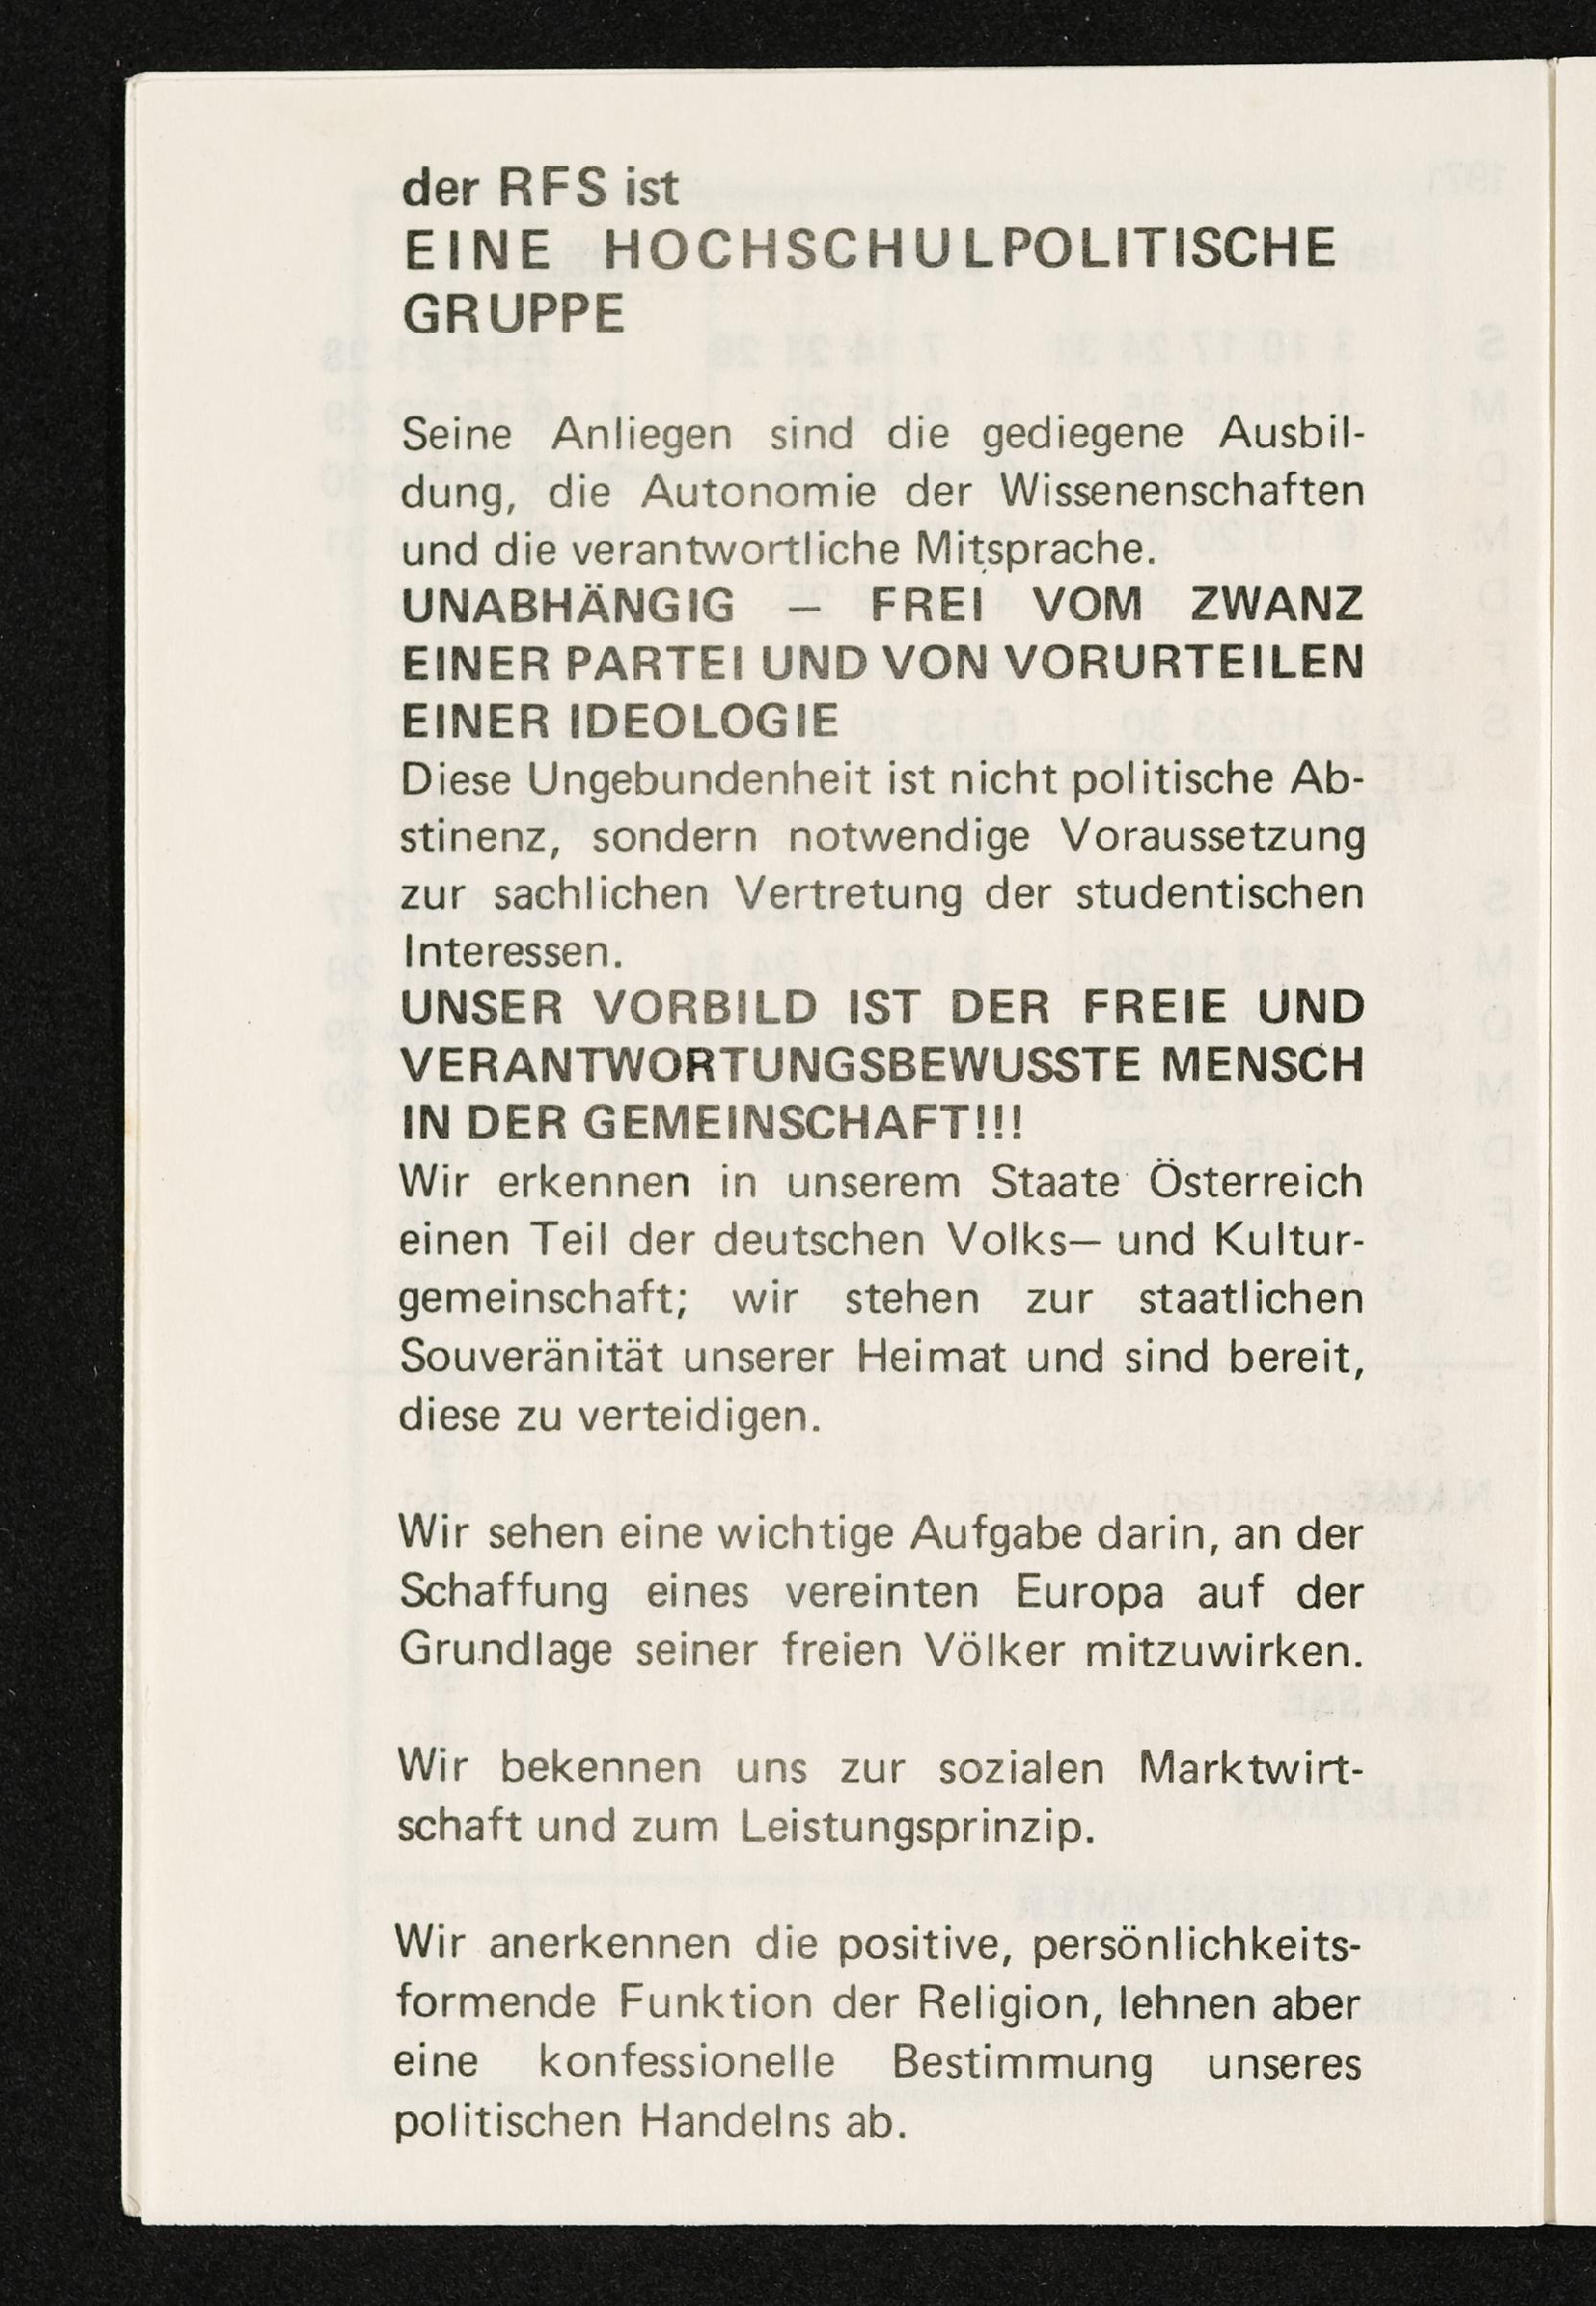 der RFS ist
EINE HOCHSCHULPOLITISCHE
GRUPPE
Seine Anliegen sind die gediegene Ausbil-
dung, die Autonomie der Wissenenschaften
und die verantwortliche Mitsprache.
UNABHÄNGIG — FREI VOM ZWANZ
EINER PARTEI UND VON VORURTEILEN
EINER IDEOLOGIE
Diese Ungebundenheit ist nicht politische Ab-
stinenz, sondern notwendige Voraussetzung
zur sachlichen Vertretung der studentischen
Interessen.
UNSER VORBILD IST DER FREIE UND
VERANTWORTUNGSBEWUSSTE MENSCH
IN DER GEMEINSCHAFT!!!
Wir erkennen in unserem Staate Österreich
einen Teil der deutschen Volks— und Kultur-
gemeinschaft; wir stehen zur staatlichen
Souveränität unserer Heimat und sind bereit,
diese zu verteidigen.
Wir sehen eine wichtige Aufgabe darin, an der
Schaffung eines vereinten Europa auf der
Grundlage seiner freien Völker mitzuwirken.
Wir bekennen uns zur sozialen Marktwirt-
schaft und zum Leistungsprinzip.
Wir anerkennen die positive, persönlichkeits-
formende Funktion der Religion, lehnen aber
eine konfessionelle Bestimmung unseres
politischen Handelns ab.